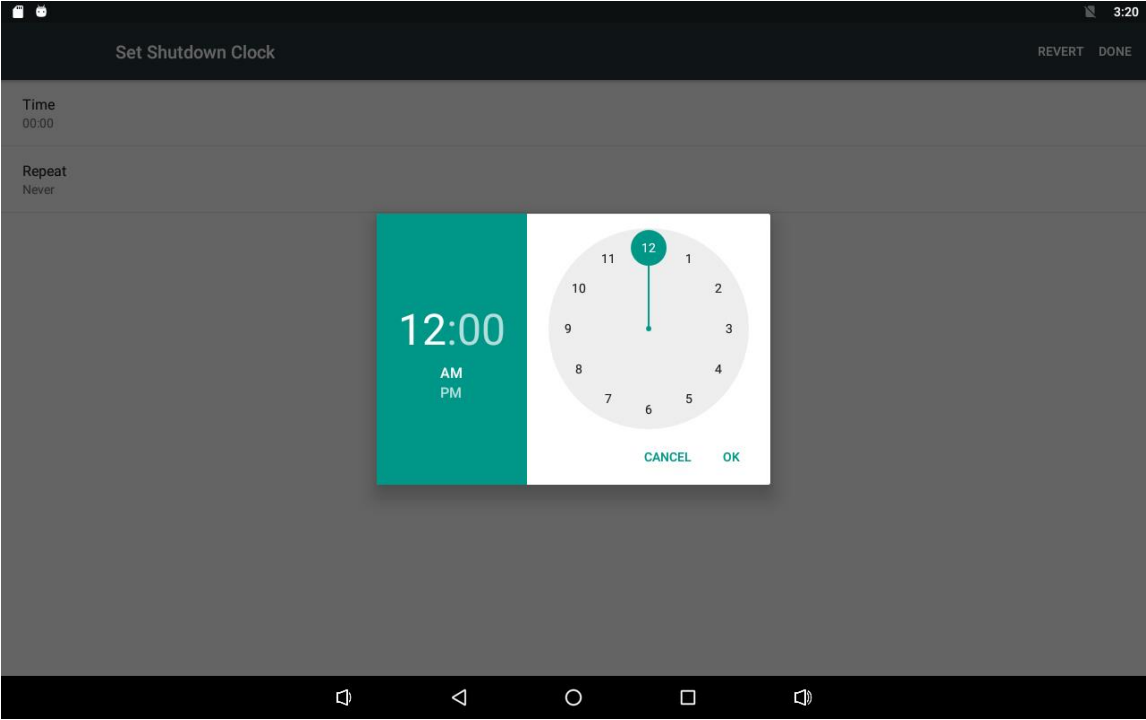 3:20
Set Shutdown Clock
REVERT DONE
Time
00:00
Repeat
Never
12:00
AM
PM
12
11 1
10 2
9 3
8 4
7 5
6
CANCEL OK